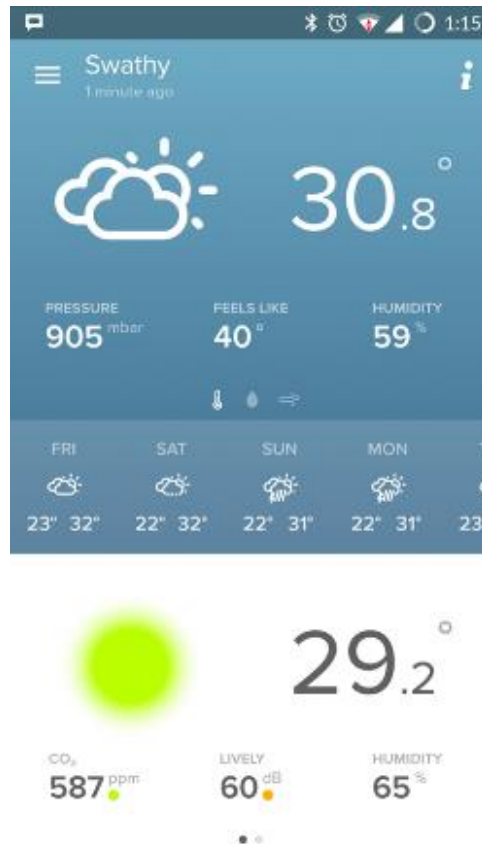 1:15
Swathy
1 minute ago
30.8°
PRESSURE FEELS LIKE HUMIDITY
905 mbar 40° 59%
FRI SAT SUN MON
23° 32° 22° 32° 22° 31° 22° 31° 23
29.2°
CO₂ LIVELY HUMIDITY
587 ppm 60 dB 65%